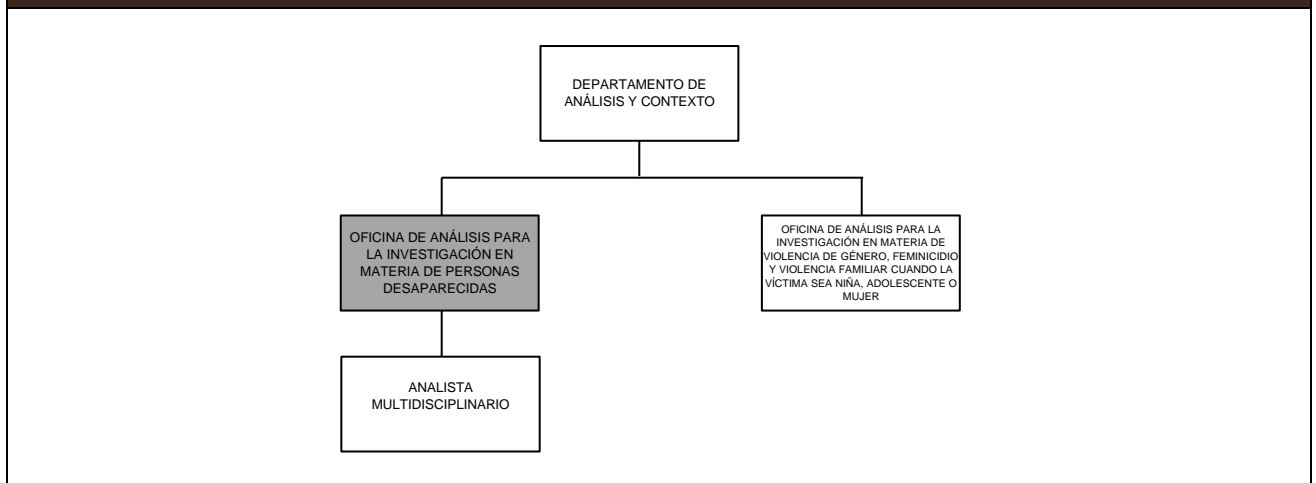 DEPARTAMENTO DE
ANÁLISIS Y CONTEXTO
OFICINA DE ANÁLISIS PARA
LA INVESTIGACIÓN EN
MATERIA DE PERSONAS
DESAPARECIDAS
OFICINA DE ANÁLISIS PARA LA
INVESTIGACIÓN EN MATERIA DE
VIOLENCIA DE GÉNERO, FEMINICIDIO
Y VIOLENCIA FAMILIAR CUANDO LA
VÍCTIMA SEA NIÑA, ADOLESCENTE O
MUJER
ANALISTA
MULTIDISCIPLINARIO